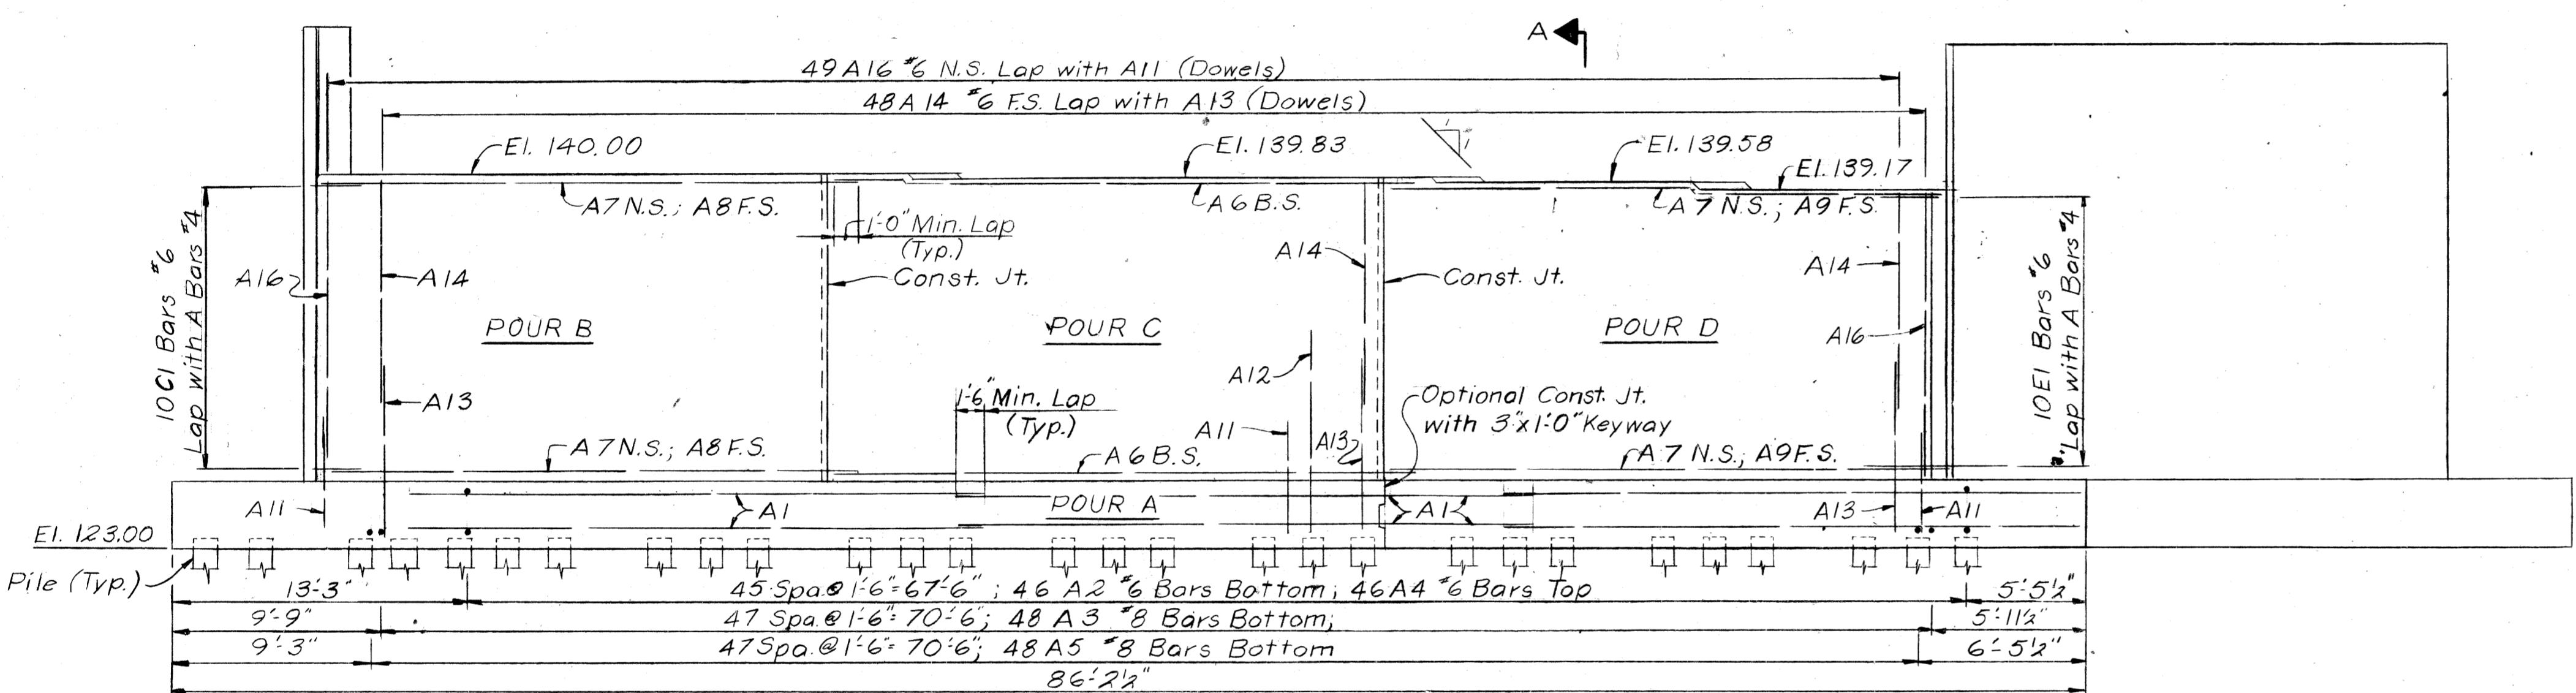 A
49 A16 #6 N.S. Lap with A11 (Dowels)
48 A14 #6 F.S. Lap with A13 (Dowels)
El. 140.00
El. 139.83
El. 139.58
El. 139.17
1
1
A7 N.S.; A8 F.S.
A6 B.S.
A7 N.S.; A9 F.S.
1'-0" Min. Lap
(Typ.)
10 C1 Bars #6
Lap with A Bars #4
A16
A14
Const. Jt.
A14
Const. Jt.
A14
10 E1 Bars #6
Lap with A Bars #4
POUR B
POUR C
POUR D
A16
A12
A13
1'-6" Min. Lap
(Typ.)
A11
A13
Optional Const. Jt.
with 3"x1'-0" Keyway
A7 N.S.; A8 F.S.
A6 B.S.
A7 N.S.; A9 F.S.
A11
A1
POUR A
A1
A13
A11
El. 123.00
Pile (Typ.)
13'-3"
45 Spa. @ 1'-6"= 67'-6" ; 46 A2 #6 Bars Bottom; 46 A4 #6 Bars Top
5'-5½"
9'-9"
47 Spa. @ 1'-6"= 70'-6"; 48 A3 #8 Bars Bottom;
5'-11½"
9'-3"
47 Spa. @ 1'-6"= 70'-6"; 48 A5 #8 Bars Bottom
6'-5½"
86'-2½"